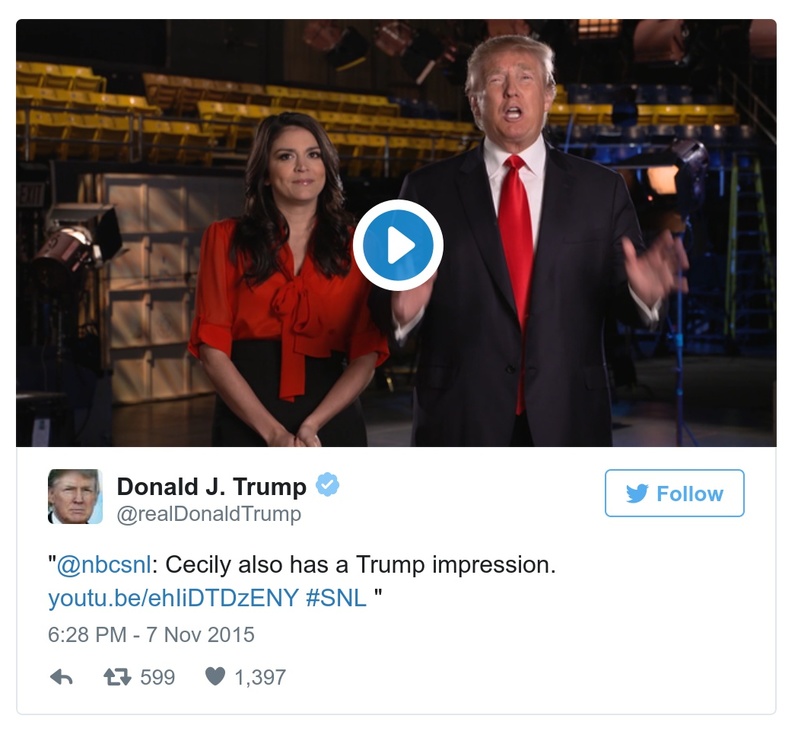 EXIT
Donald J. Trump
@realDonaldTrump
Follow
"@nbcsnl: Cecily also has a Trump impression.
youtu.be/ehIiDTDzENY #SNL "
6:28 PM - 7 Nov 2015
599 1,397